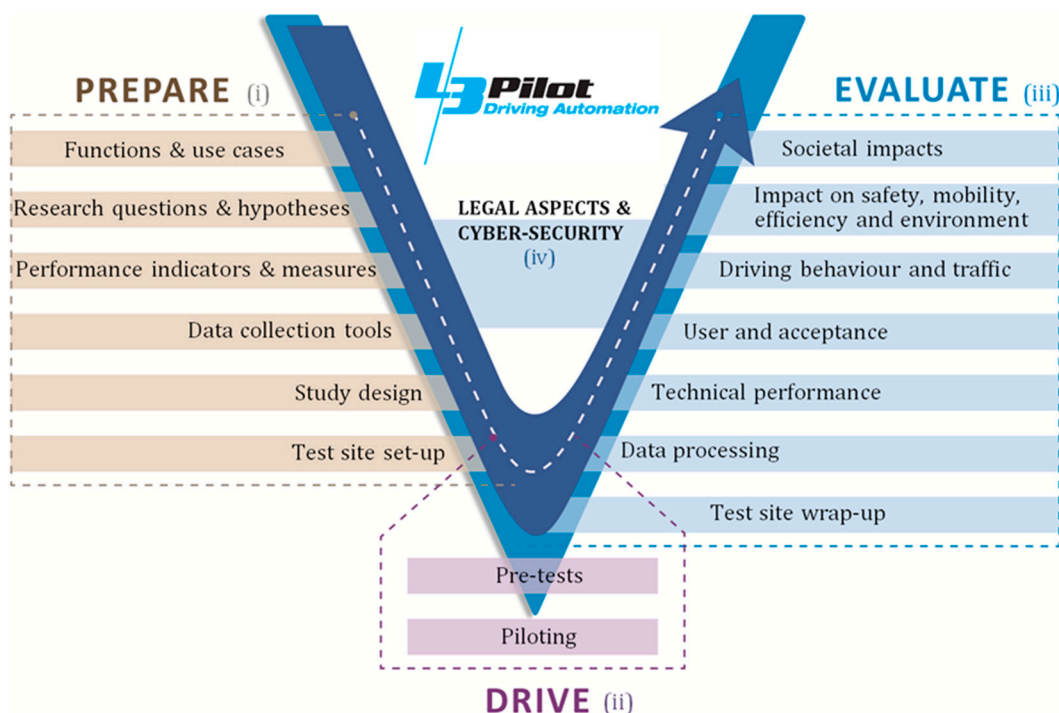 L3Pilot
Driving Automation
PREPARE (i)
Functions & use cases
Research questions & hypotheses
Performance indicators & measures
Data collection tools
Study design
Test site set-up
LEGAL ASPECTS &
CYBER-SECURITY
(iv)
EVALUATE (iii)
Societal impacts
Impact on safety, mobility,
efficiency and environment
Driving behaviour and traffic
User and acceptance
Technical performance
Data processing
Test site wrap-up
Pre-tests
Piloting
DRIVE (ii)